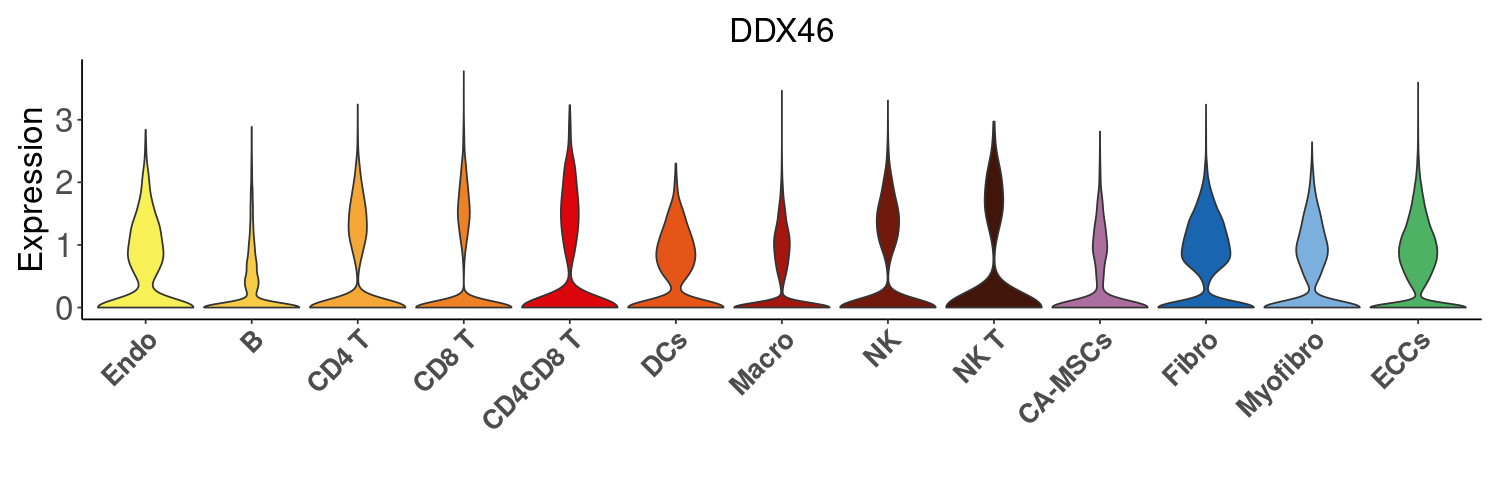 DDX46
Expression
3
2
1
0
Endo
B
CD4 T
CD8 T
CD4CD8 T
DCs
Macro
NK
NK T
CA-MSCs
Fibro
Myofibro
ECCs